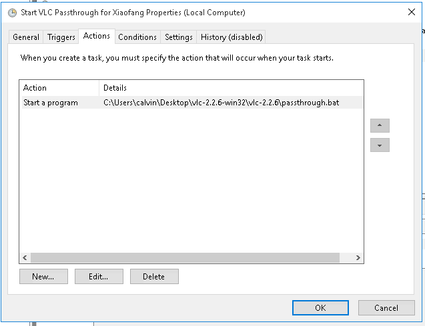 Start VLC Passthrough for Xiaofang Properties (Local Computer)
General Triggers Actions Conditions Settings History (disabled)
When you create a task, you must specify the action that will occur when your task starts.
Action Details
Start a program C:\Users\calvin\Desktop\vlc-2.2.6-win32\vlc-2.2.6\passthrough.bat
New... Edit... Delete
OK Cancel